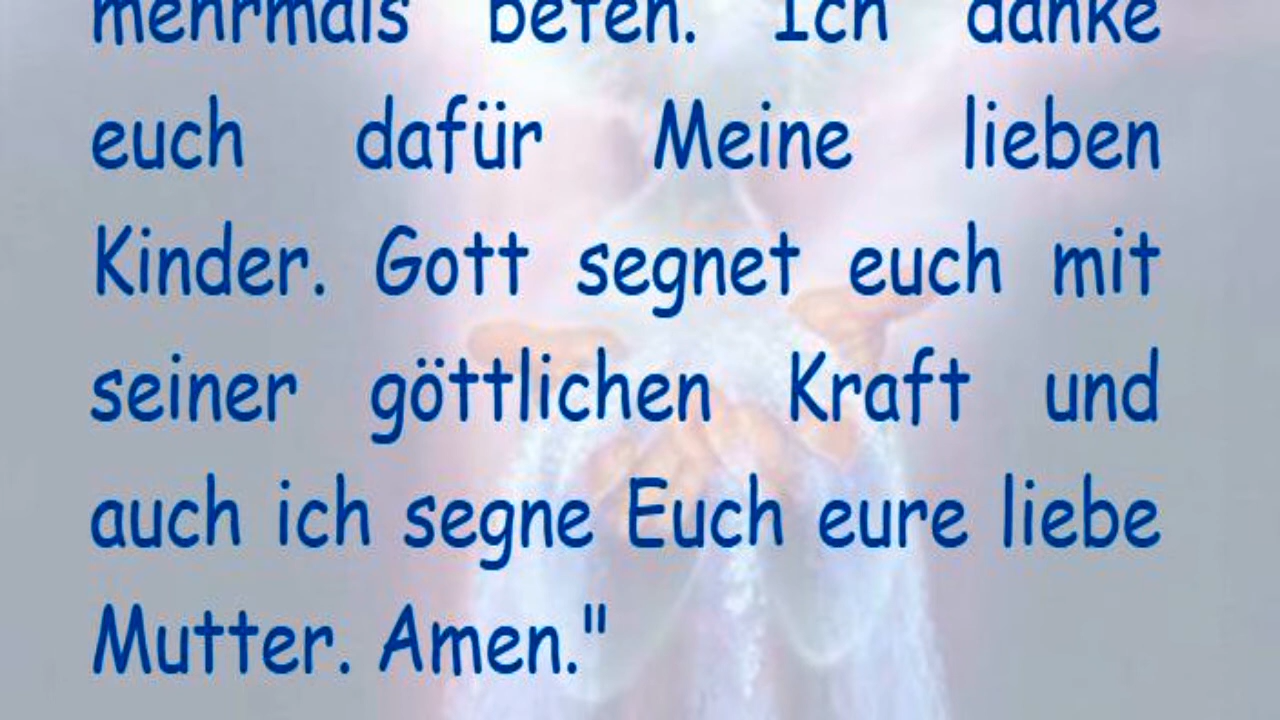 mehrmals beten. Ich danke
euch dafür Meine lieben
Kinder. Gott segnet euch mit
seiner göttlichen Kraft und
auch ich segne Euch eure liebe
Mutter. Amen."